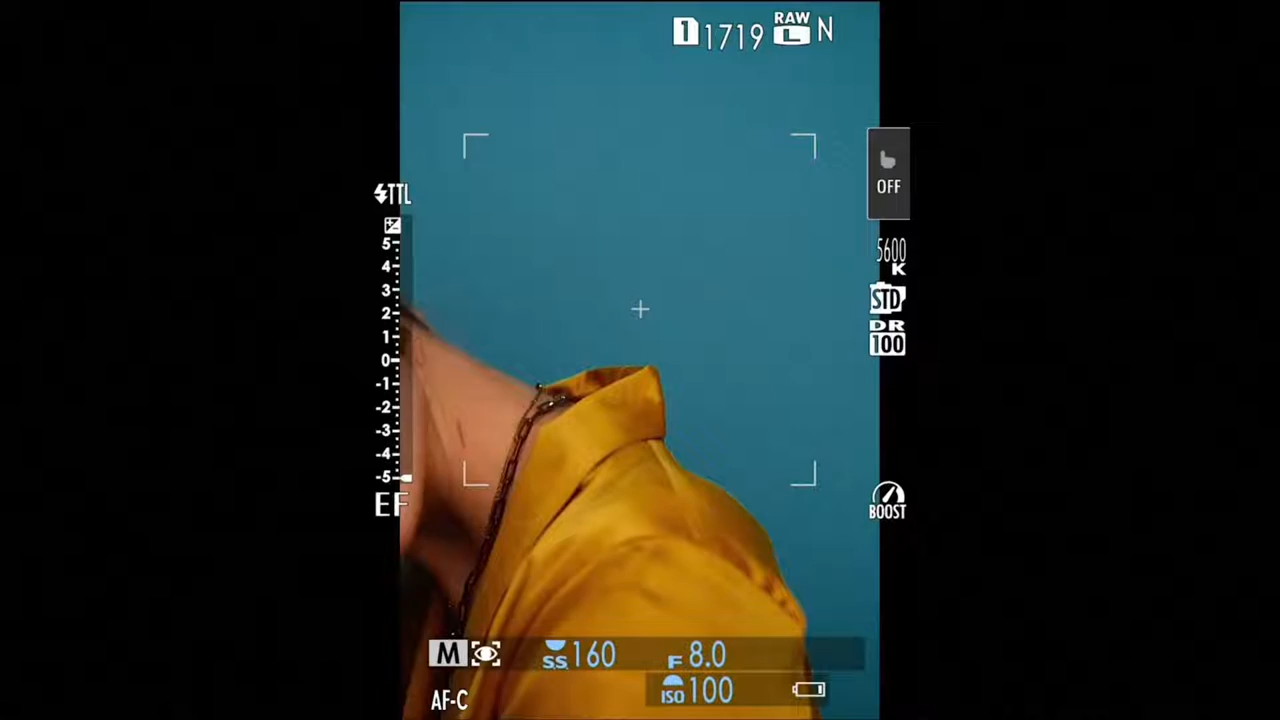 1 1719 RAW L N
TTL
OFF
5
4
3
2
1
0
-1
-2
-3
-4
-5
EF
5600
K
STD
DR
100
BOOST
M SS 160 F 8.0
ISO 100
AF-C